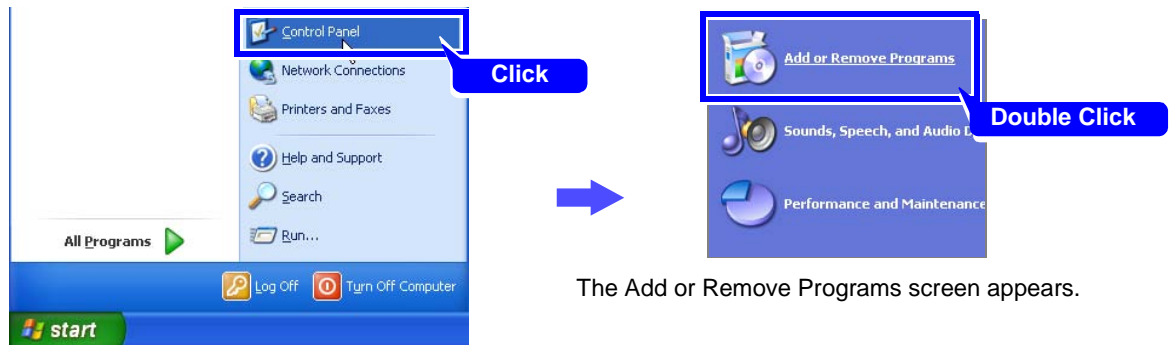 Control Panel
Click
Network Connections
Printers and Faxes
Help and Support
Search
Run...
All Programs
Log Off
Turn Off Computer
start
Add or Remove Programs
Double Click
Sounds, Speech, and Audio
Performance and Maintenance
The Add or Remove Programs screen appears.